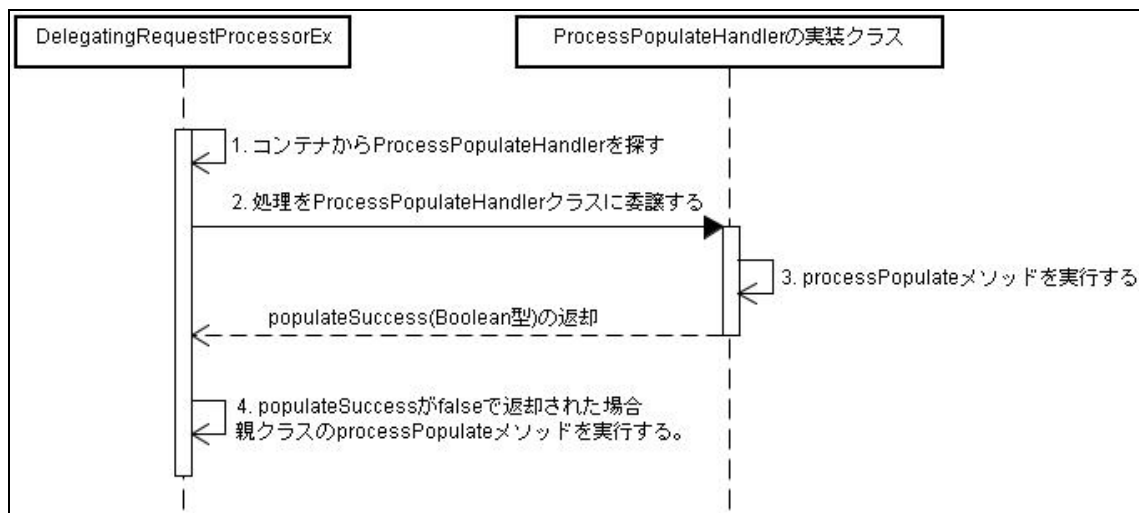 DelegatingRequestProcessorEx
ProcessPopulateHandlerの実装クラス
1. コンテナからProcessPopulateHandlerを探す
2. 処理をProcessPopulateHandlerクラスに委譲する
3. processPopulateメソッドを実行する
populateSuccess(Boolean型)の返却
4. populateSuccessがfalseで返却された場合
親クラスのprocessPopulateメソッドを実行する。